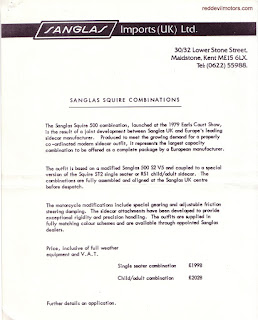 reddevilmotors.com
SANGLAS Imports (UK) Ltd.
30/32 Lower Stone Street,
Maidstone, Kent ME15 6LX.
Tel: (0622) 55988.
SANGLAS SQUIRE COMBINATIONS
The Sanglas Squire 500 combination, launched at the 1979 Earls Court Show,
is the result of a joint development between Sanglas UK and Europe's leading
sidecar manufacturer. Produced to meet the growing demand for a properly
co-ordinated modern sidecar outfit, it represents the largest capacity
combination to be offered as a complete package by a European manufacturer.
The outfit is based on a modified Sanglas 500 S2 V5 and coupled to a special
version of the Squire ST2 single seater or RS1 child/adult sidecar. The
combinations are fully assembled and aligned at the Sanglas UK centre
before despatch.
The motorcycle modifications include special gearing and adjustable friction
steering damping. The sidecar attachments have been developed to provide
exceptional rigidity and precision handling. The outfits are supplied in
fully matching colour schemes and are available through appointed Sanglas
dealers.
Price, inclusive of full weather
equipment and V.A.T.
Single seater combination £1998
Child/adult combination £2028
Further details on application.